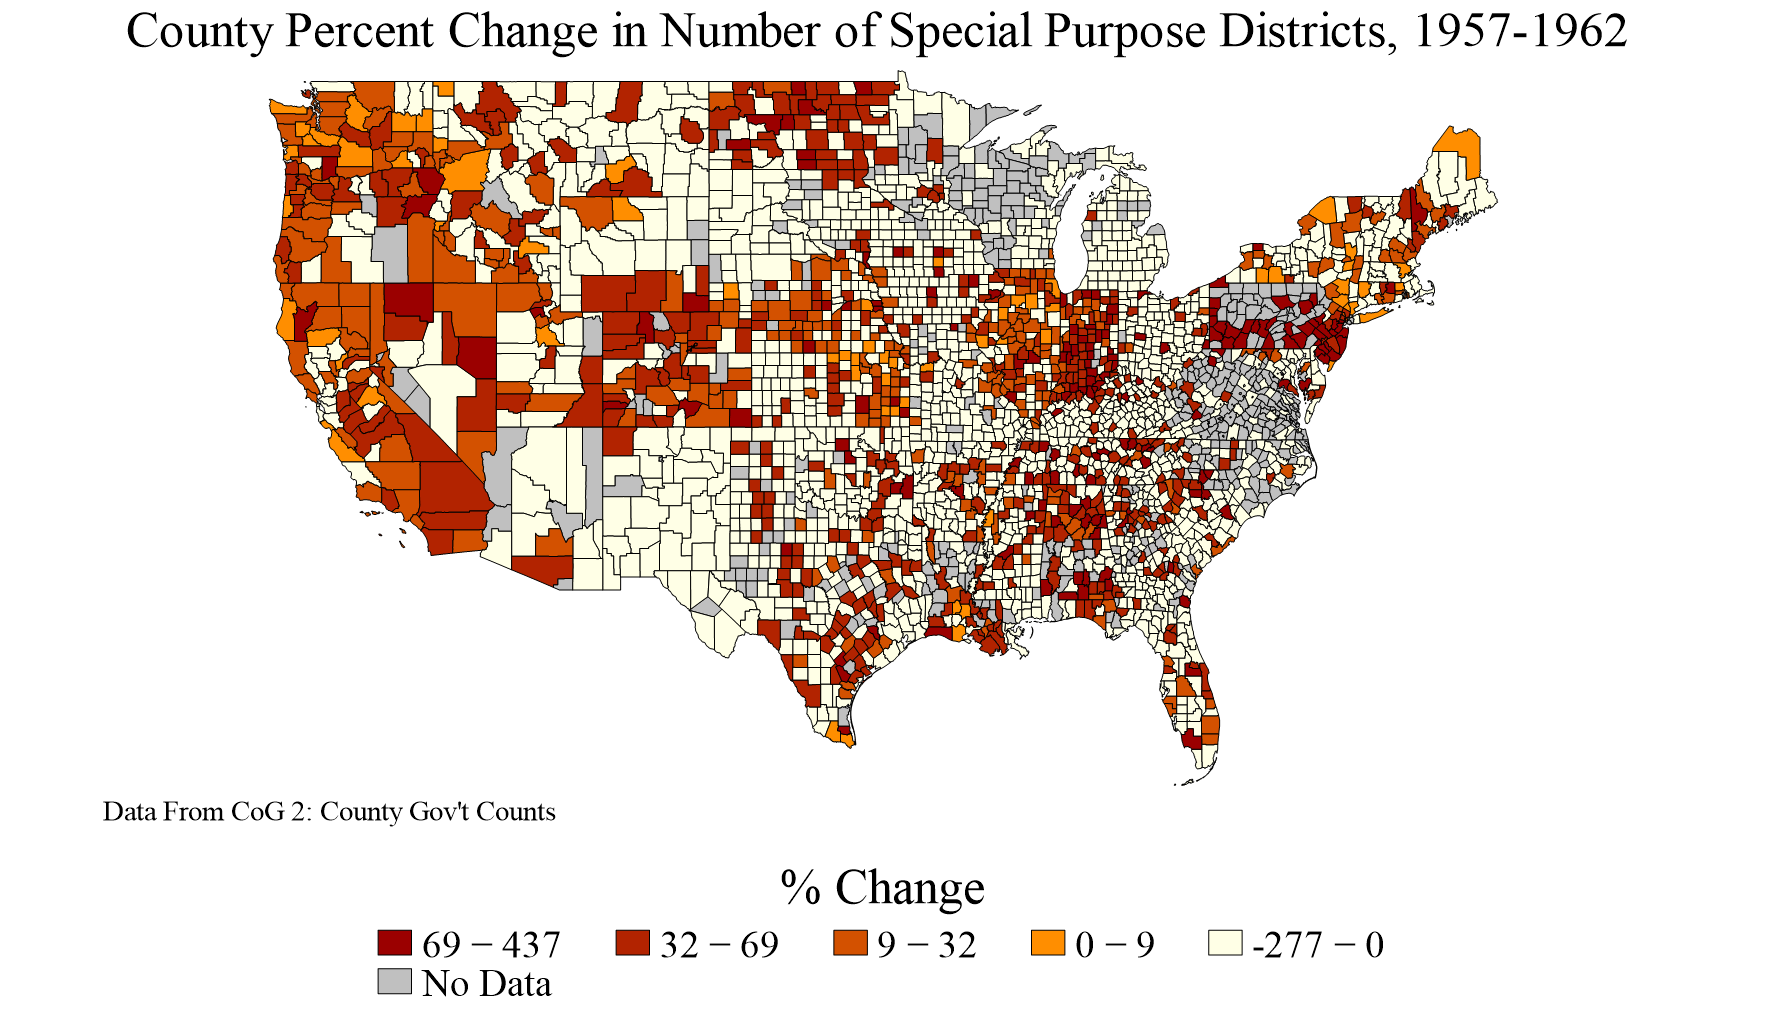 County Percent Change in Number of Special Purpose Districts, 1957-1962
Data From CoG 2: County Gov't Counts
% Change
69 − 437 32 − 69 9 − 32 0 − 9 -277 − 0
No Data